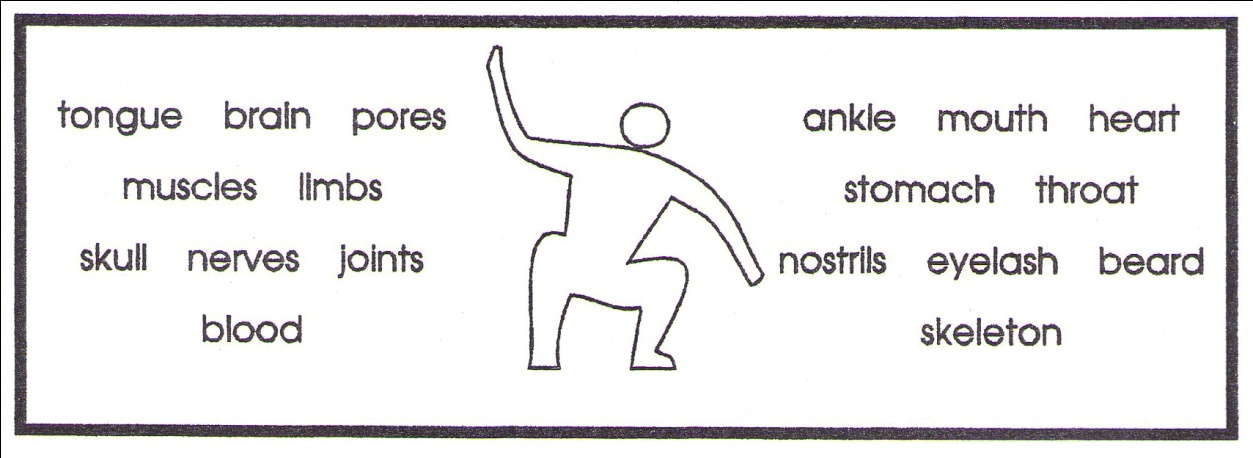 tongue brain pores
muscles limbs
skull nerves joints
blood
ankle mouth heart
stomach throat
nostrils eyelash beard
skeleton